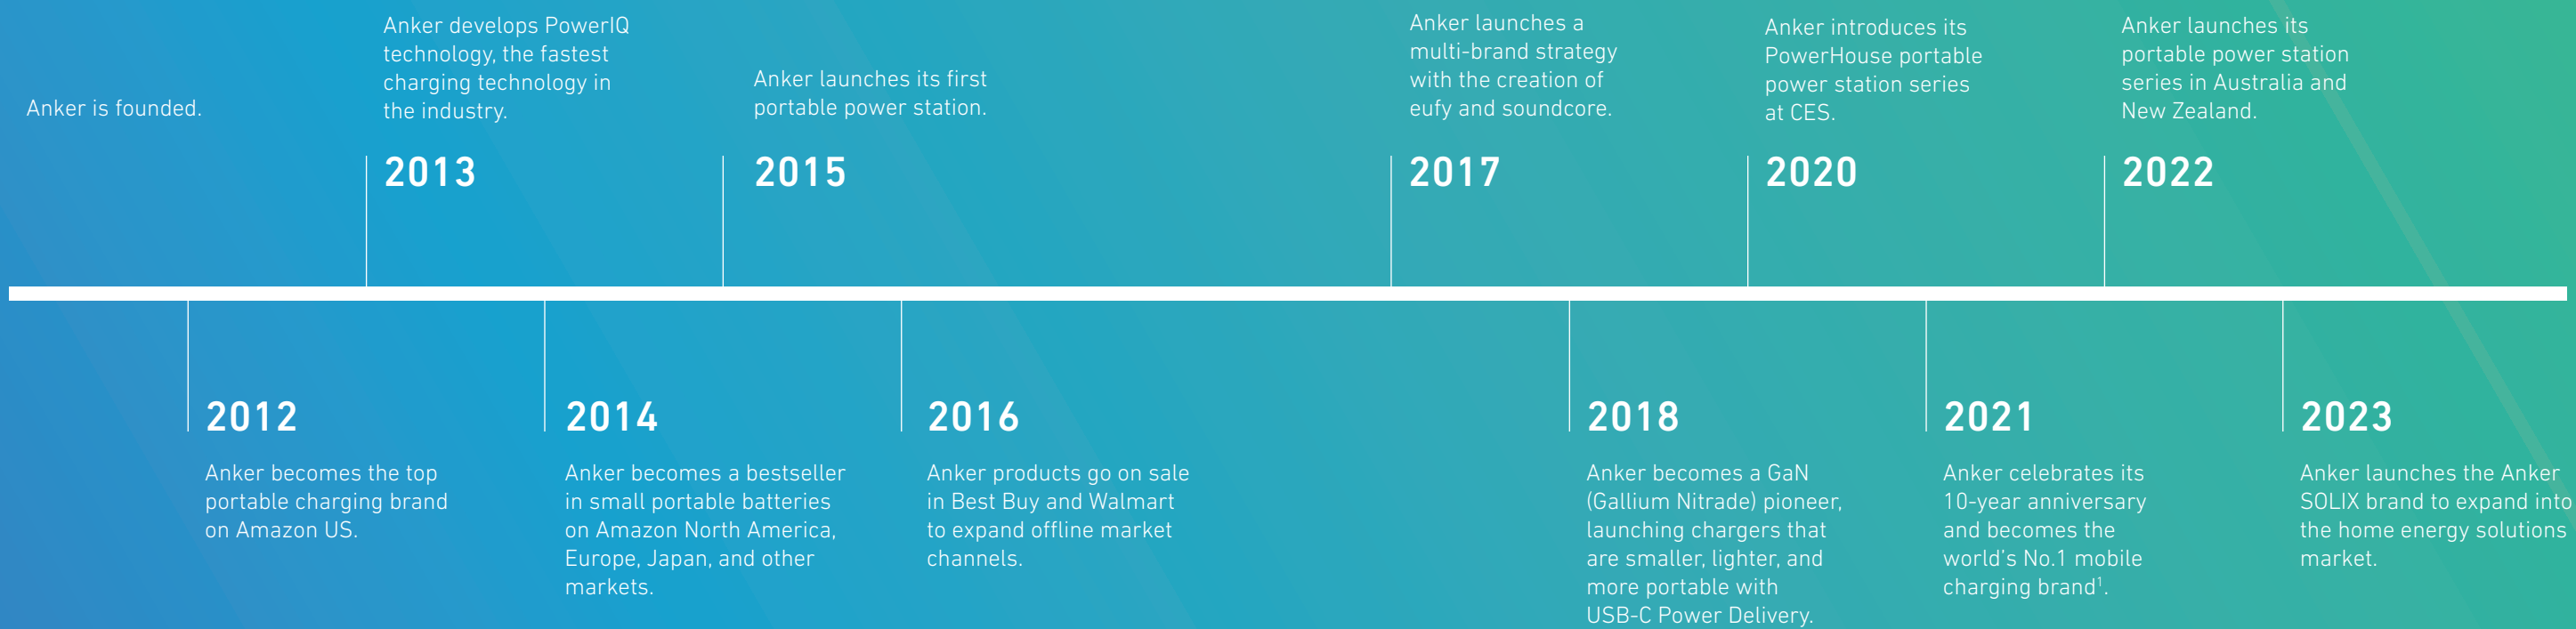 Anker is founded.
Anker develops PowerIQ
technology, the fastest
charging technology in
the industry.
2013
Anker launches its first
portable power station.
2015
Anker launches a
multi-brand strategy
with the creation of
eufy and soundcore.
2017
Anker introduces its
PowerHouse portable
power station series
at CES.
2020
Anker launches its
portable power station
series in Australia and
New Zealand.
2022
2012
Anker becomes the top
portable charging brand
on Amazon US.
2014
Anker becomes a bestseller
in small portable batteries
on Amazon North America,
Europe, Japan, and other
markets.
2016
Anker products go on sale
in Best Buy and Walmart
to expand offline market
channels.
2018
Anker becomes a GaN
(Gallium Nitrade) pioneer,
launching chargers that
are smaller, lighter, and
more portable with
USB-C Power Delivery.
2021
Anker celebrates its
10-year anniversary
and becomes the
world's No.1 mobile
charging brand¹.
2023
Anker launches the Anker
SOLIX brand to expand into
the home energy solutions
market.